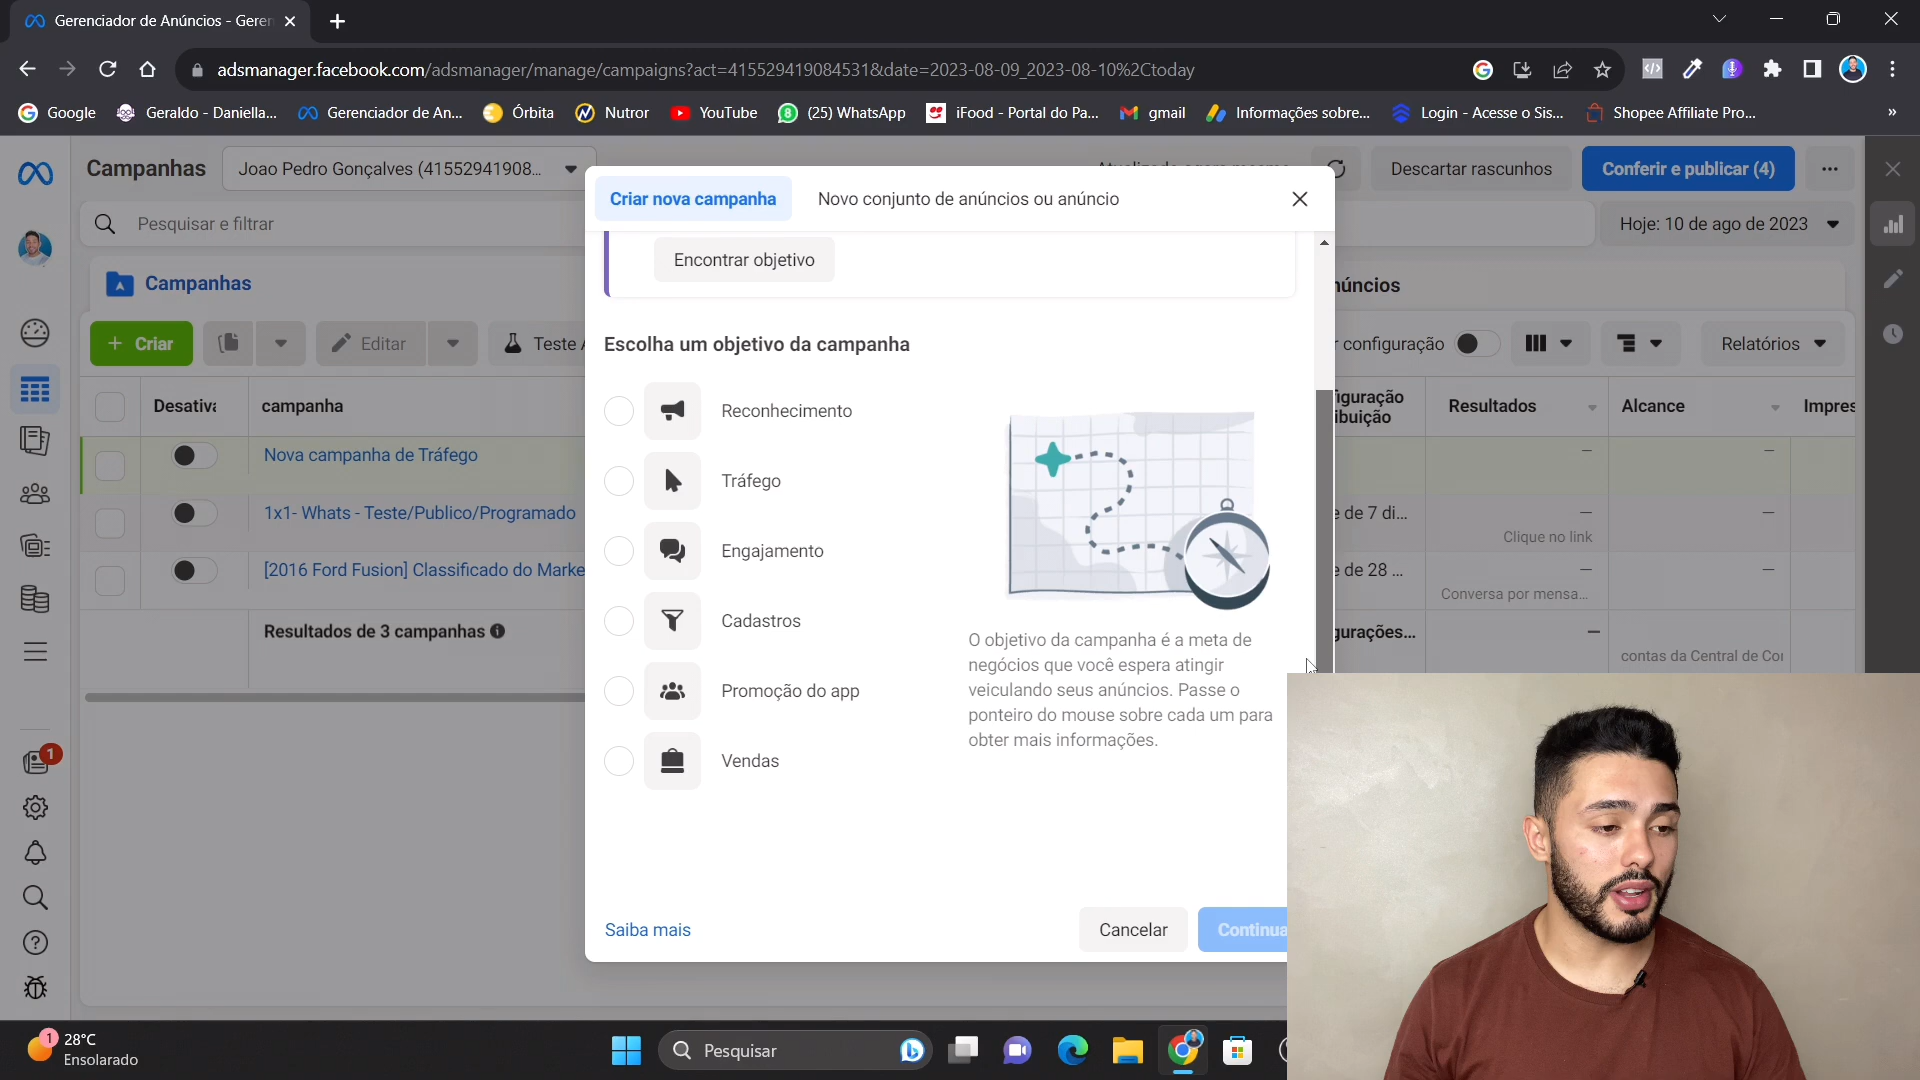 Gerenciador de Anúncios - Geren
adsmanager.facebook.com/adsmanager/manage/campaigns?act=415529419084531&date=2023-08-09_2023-08-10%2Ctoday
Google
Geraldo - Daniella...
Gerenciador de An...
Órbita
Nutror
YouTube
(25) WhatsApp
iFood - Portal do Pa...
gmail
Informações sobre...
Login - Acesse o Sis...
Shopee Affiliate Pro...
»
Campanhas
Joao Pedro Gonçalves (41552941908...
Descartar rascunhos
Conferir e publicar (4)
Pesquisar e filtrar
Hoje: 10 de ago de 2023
Campanhas
núncios
+ Criar
Editar
Teste A
r configuração
Relatórios
Desativa
campanha
iguração
ibuição
Resultados
Alcance
Impres
Nova campanha de Tráfego
1x1- Whats - Teste/Publico/Programado
e de 7 di...
Clique no link
[2016 Ford Fusion] Classificado do Marke
e de 28 ...
Conversa por mensa...
Resultados de 3 campanhas
gurações...
contas da Central de Co
Criar nova campanha
Novo conjunto de anúncios ou anúncio
Encontrar objetivo
Escolha um objetivo da campanha
Reconhecimento
Tráfego
Engajamento
Cadastros
Promoção do app
Vendas
O objetivo da campanha é a meta de
negócios que você espera atingir
veiculando seus anúncios. Passe o
ponteiro do mouse sobre cada um para
obter mais informações.
Saiba mais
Cancelar
Continua
1
1
28°C
Ensolarado
Pesquisar